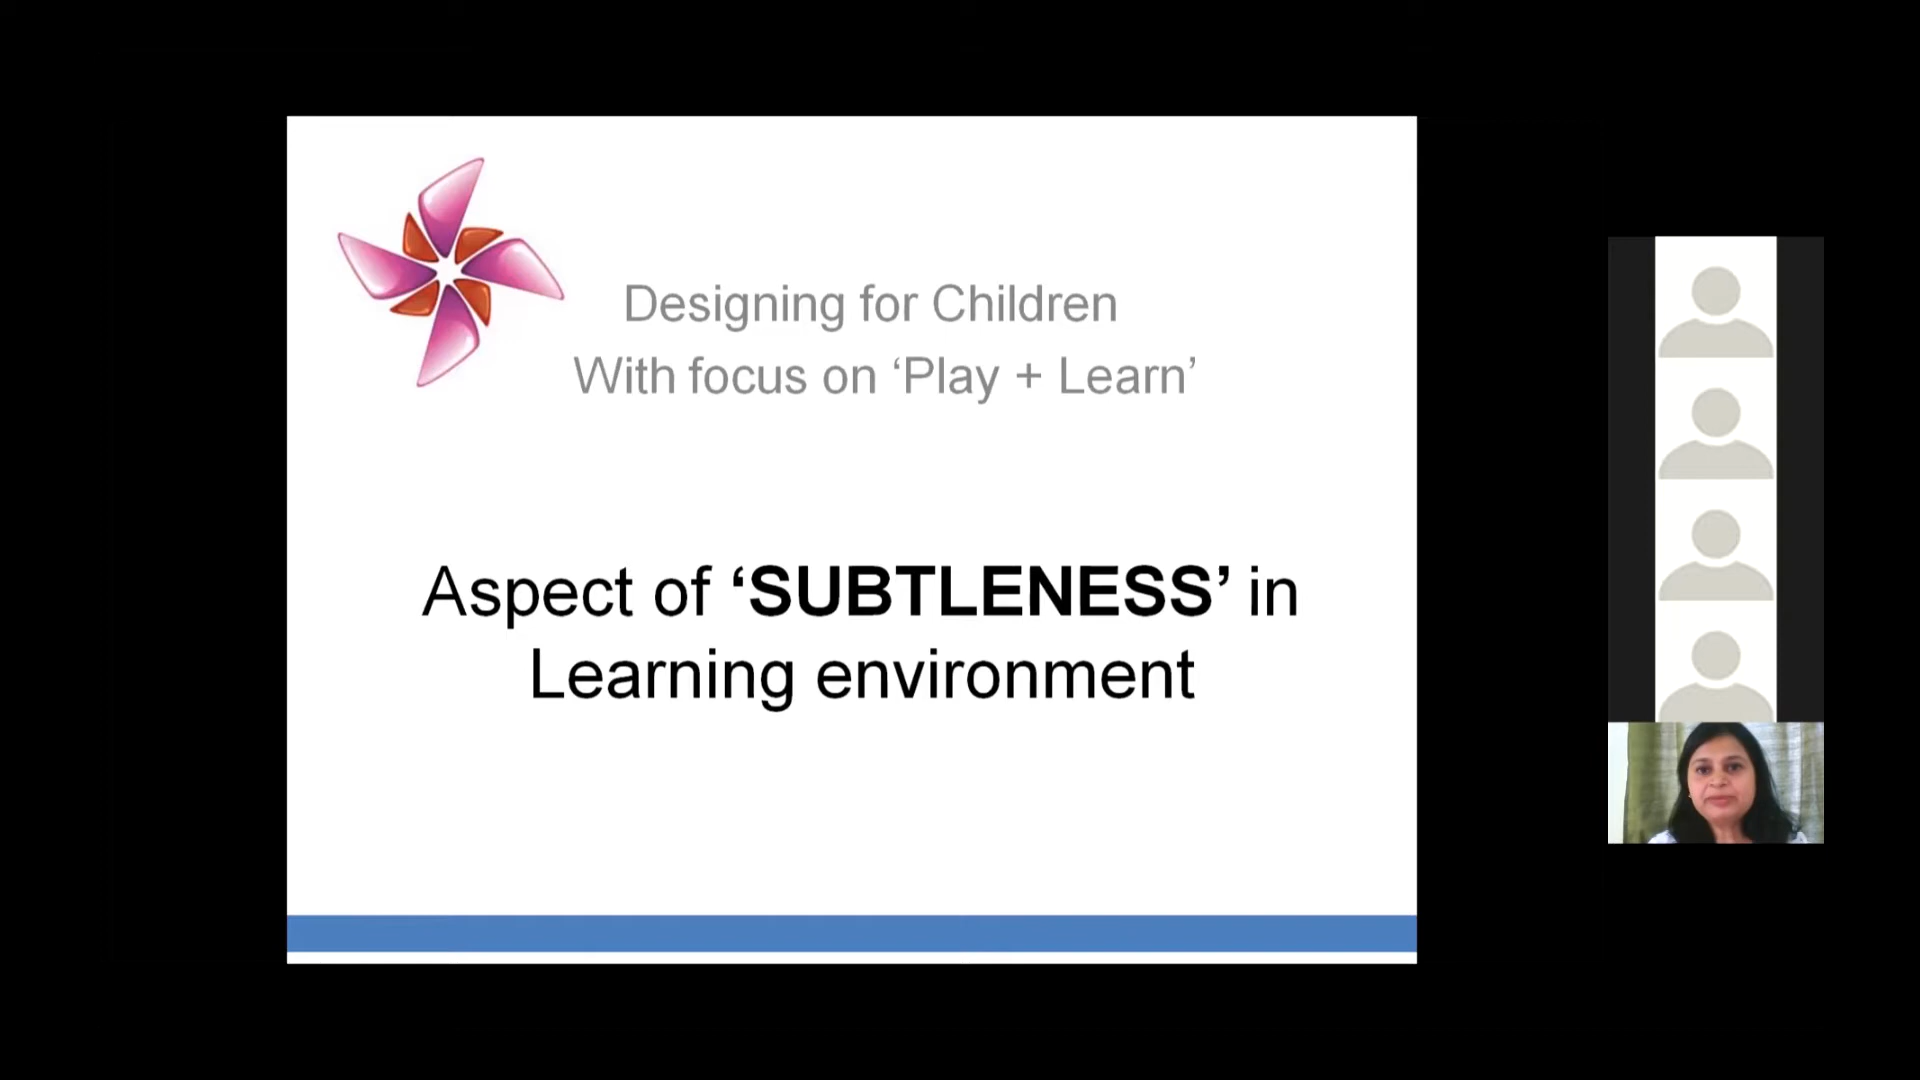 Designing for Children
With focus on ‘Play + Learn’
Aspect of ‘SUBTLENESS’ in
Learning environment